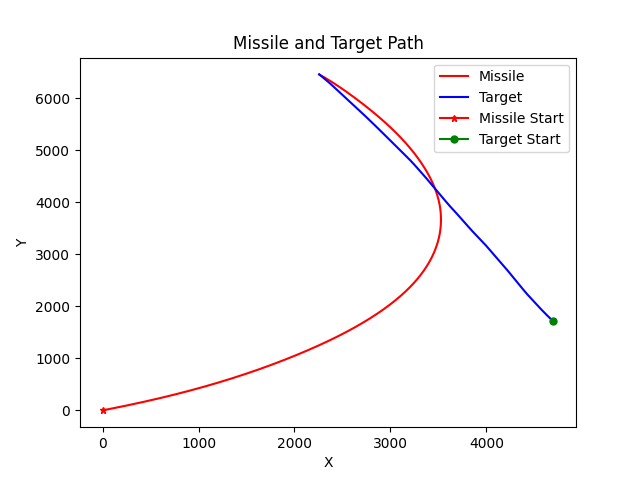 Missile and Target Path
Missile
Target
Missile Start
Target Start
6000
5000
4000
3000
2000
1000
0
Y
0 1000 2000 3000 4000
X